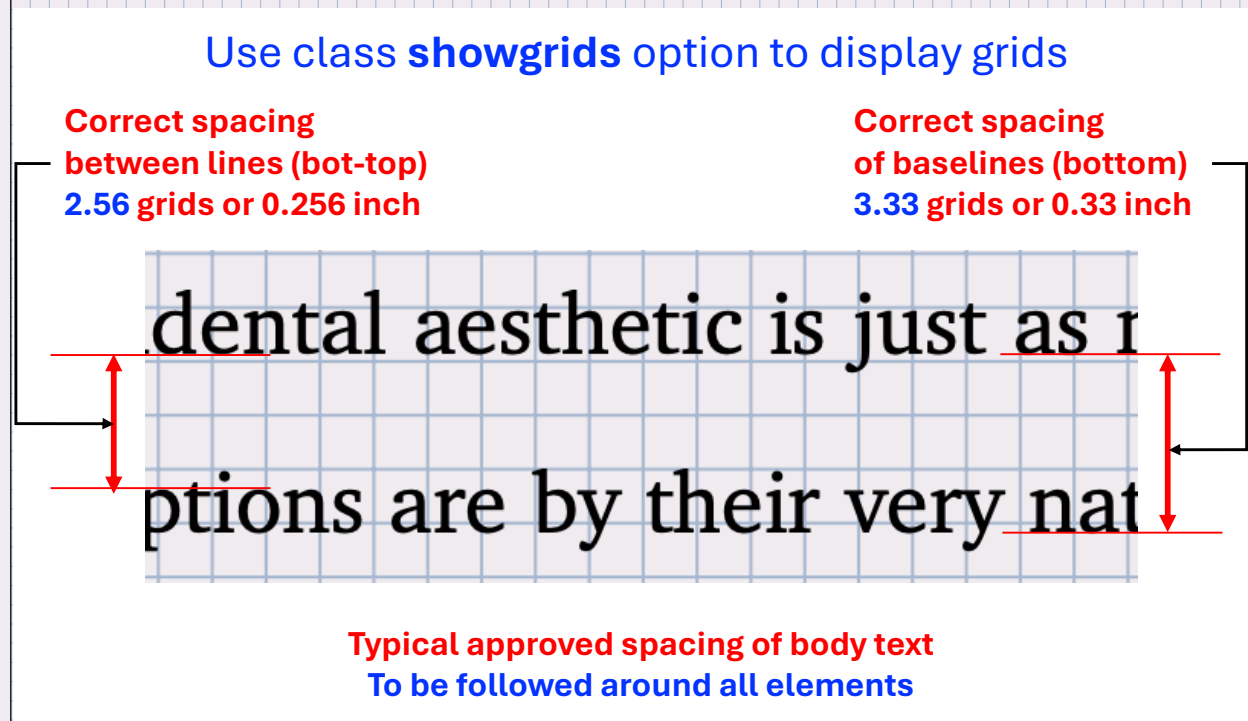 Use class showgrids option to display grids
Correct spacing
between lines (bot-top)
2.56 grids or 0.256 inch
Correct spacing
of baselines (bottom)
3.33 grids or 0.33 inch
dental aesthetic is just as
ptions are by their very nat
Typical approved spacing of body text
To be followed around all elements